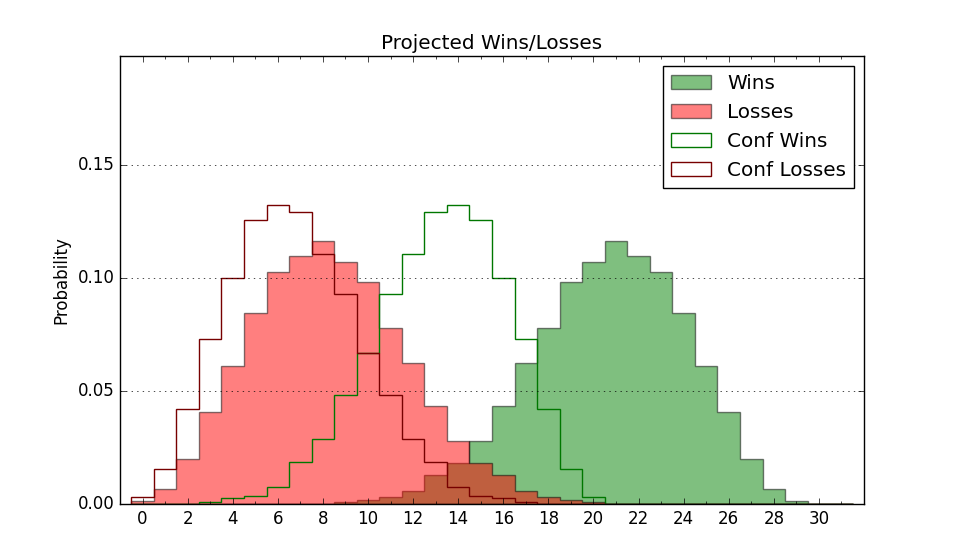 Projected Wins/Losses
Wins
Losses
Conf Wins
Conf Losses
0.15
0.10
0.05
0.00
Probability
0 2 4 6 8 10 12 14 16 18 20 22 24 26 28 30